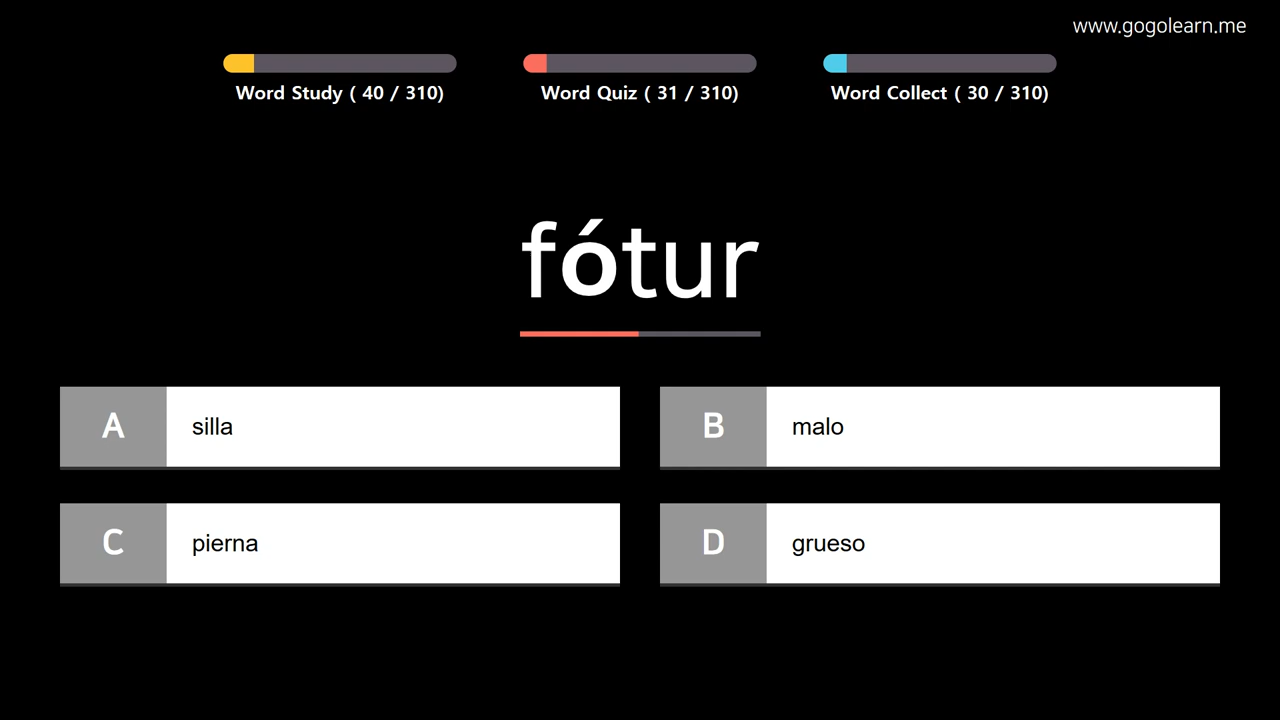 www.gogolearn.me
Word Study ( 40 / 310)
Word Quiz ( 31 / 310)
Word Collect ( 30 / 310)
fótur
A silla
B malo
C pierna
D grueso